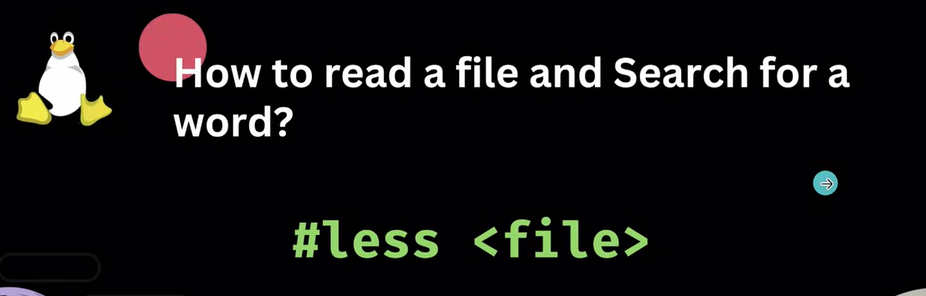 How to read a file and Search for a
word?
#less <file>